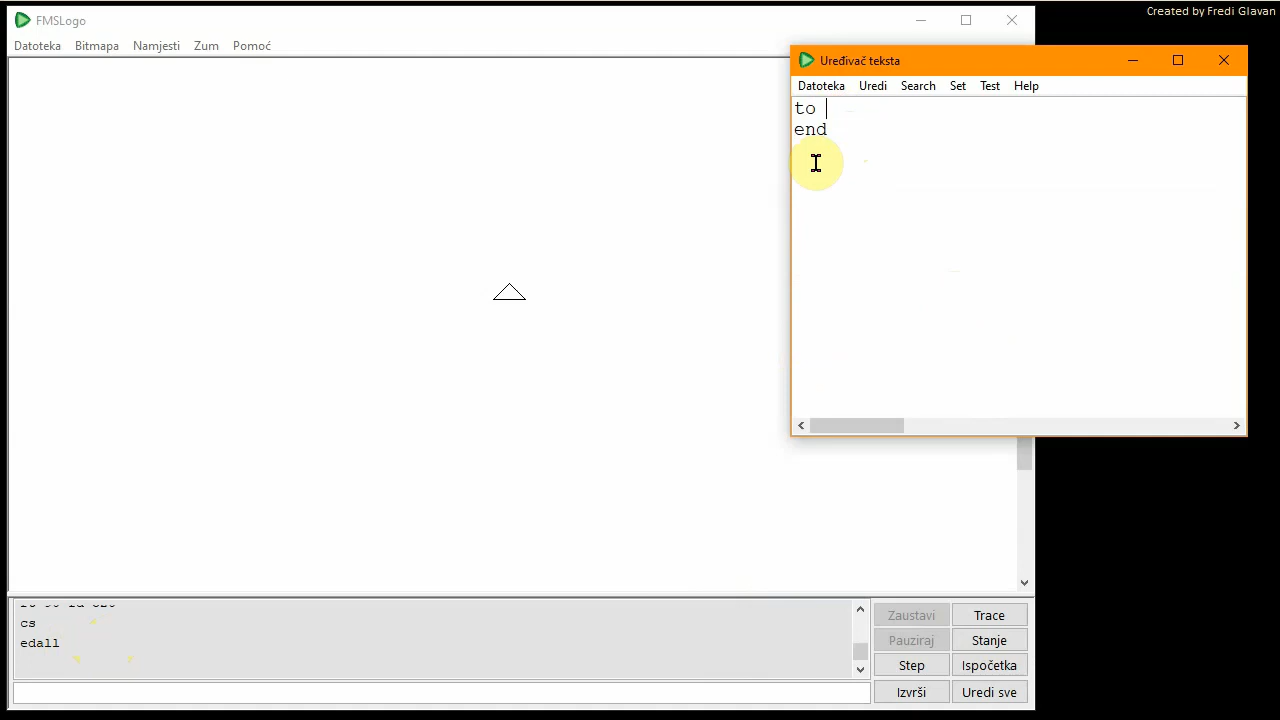 Created by Fredi Glavan
FMSLogo
Datoteka Bitmapa Namjesti Zum Pomoć
Uređivač teksta
Datoteka Uredi Search Set Test Help
to
end
cs
edall
Zaustavi Trace
Pauziraj Stanje
Step Ispočetka
Izvrši Uredi sve